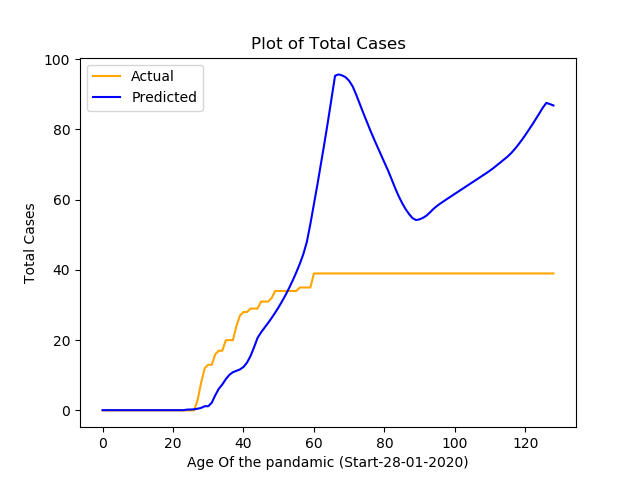 Plot of Total Cases
Actual
Predicted
100
80
60
40
20
0
Total Cases
0 20 40 60 80 100 120
Age Of the pandamic (Start-28-01-2020)